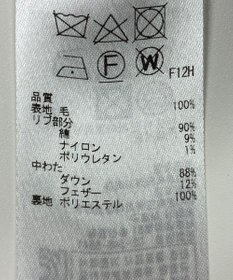 F12H
品質
表地 毛 100%
リブ部分
綿 90%
ナイロン 9%
ポリウレタン 1%
中わた
ダウン 88%
フェザー 12%
裏地 ポリエステル 100%